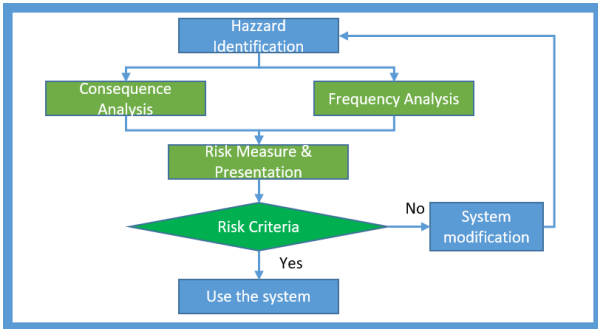 Hazzard
Identification
Consequence
Analysis
Frequency Analysis
Risk Measure &
Presentation
Risk Criteria
No
System
modification
Yes
Use the system